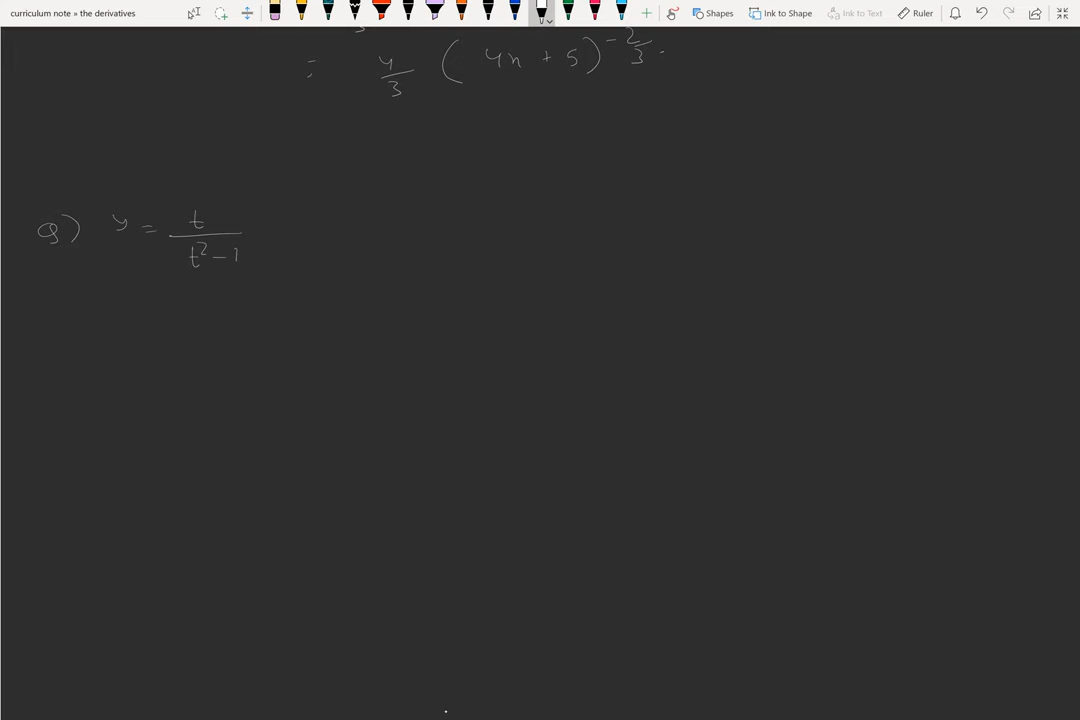 curriculum note » the derivatives
Shapes
Ink to Shape
Ink to Text
Ruler
= 4/3 (4x + 5)^(-2/3) .
Q) y = t / (t² - 1)